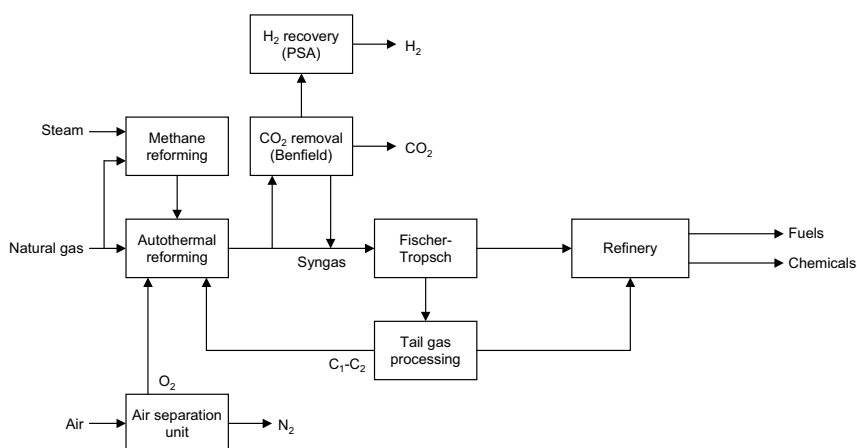 H₂ recovery
(PSA)
H₂
Steam
Methane
reforming
CO₂ removal
(Benfield)
CO₂
Natural gas
Autothermal
reforming
Syngas
Fischer-
Tropsch
Refinery
Fuels
Chemicals
Tail gas
processing
C₁-C₂
O₂
Air
Air separation
unit
N₂